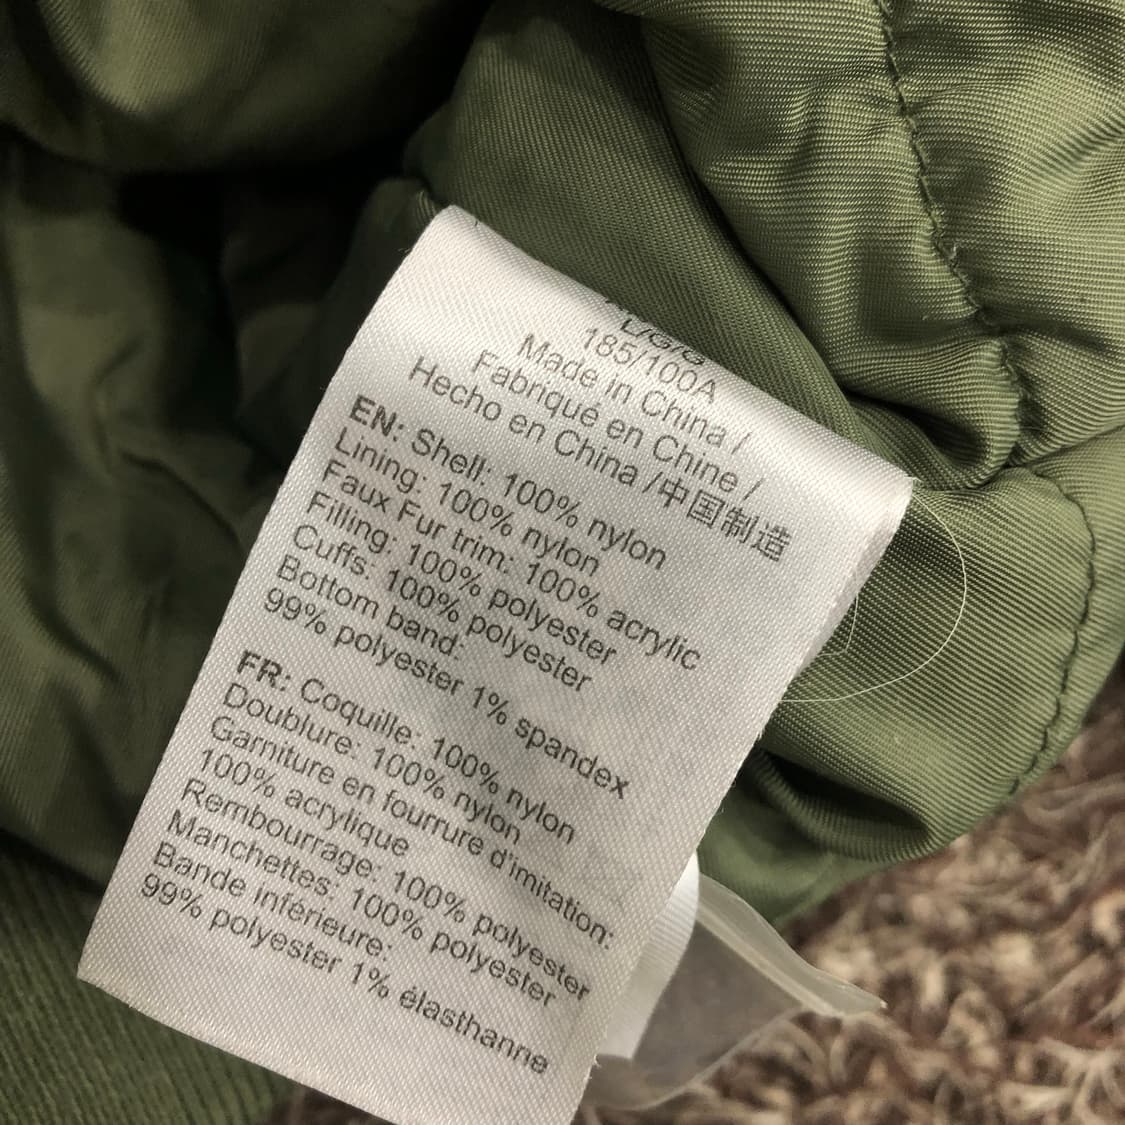 L/G/G
185/100A
Made in China /
Fabriqué en Chine /
Hecho en China /中国制造
EN: Shell: 100% nylon
Lining: 100% nylon
Faux Fur trim: 100% acrylic
Filling: 100% polyester
Cuffs: 100% polyester
Bottom band:
99% polyester 1% spandex
FR: Coquille: 100% nylon
Doublure: 100% nylon
Garniture en fourrure d'imitation:
100% acrylique
Rembourrage: 100% polyester
Manchettes: 100% polyester
Bande inférieure:
99% polyester 1% élasthanne